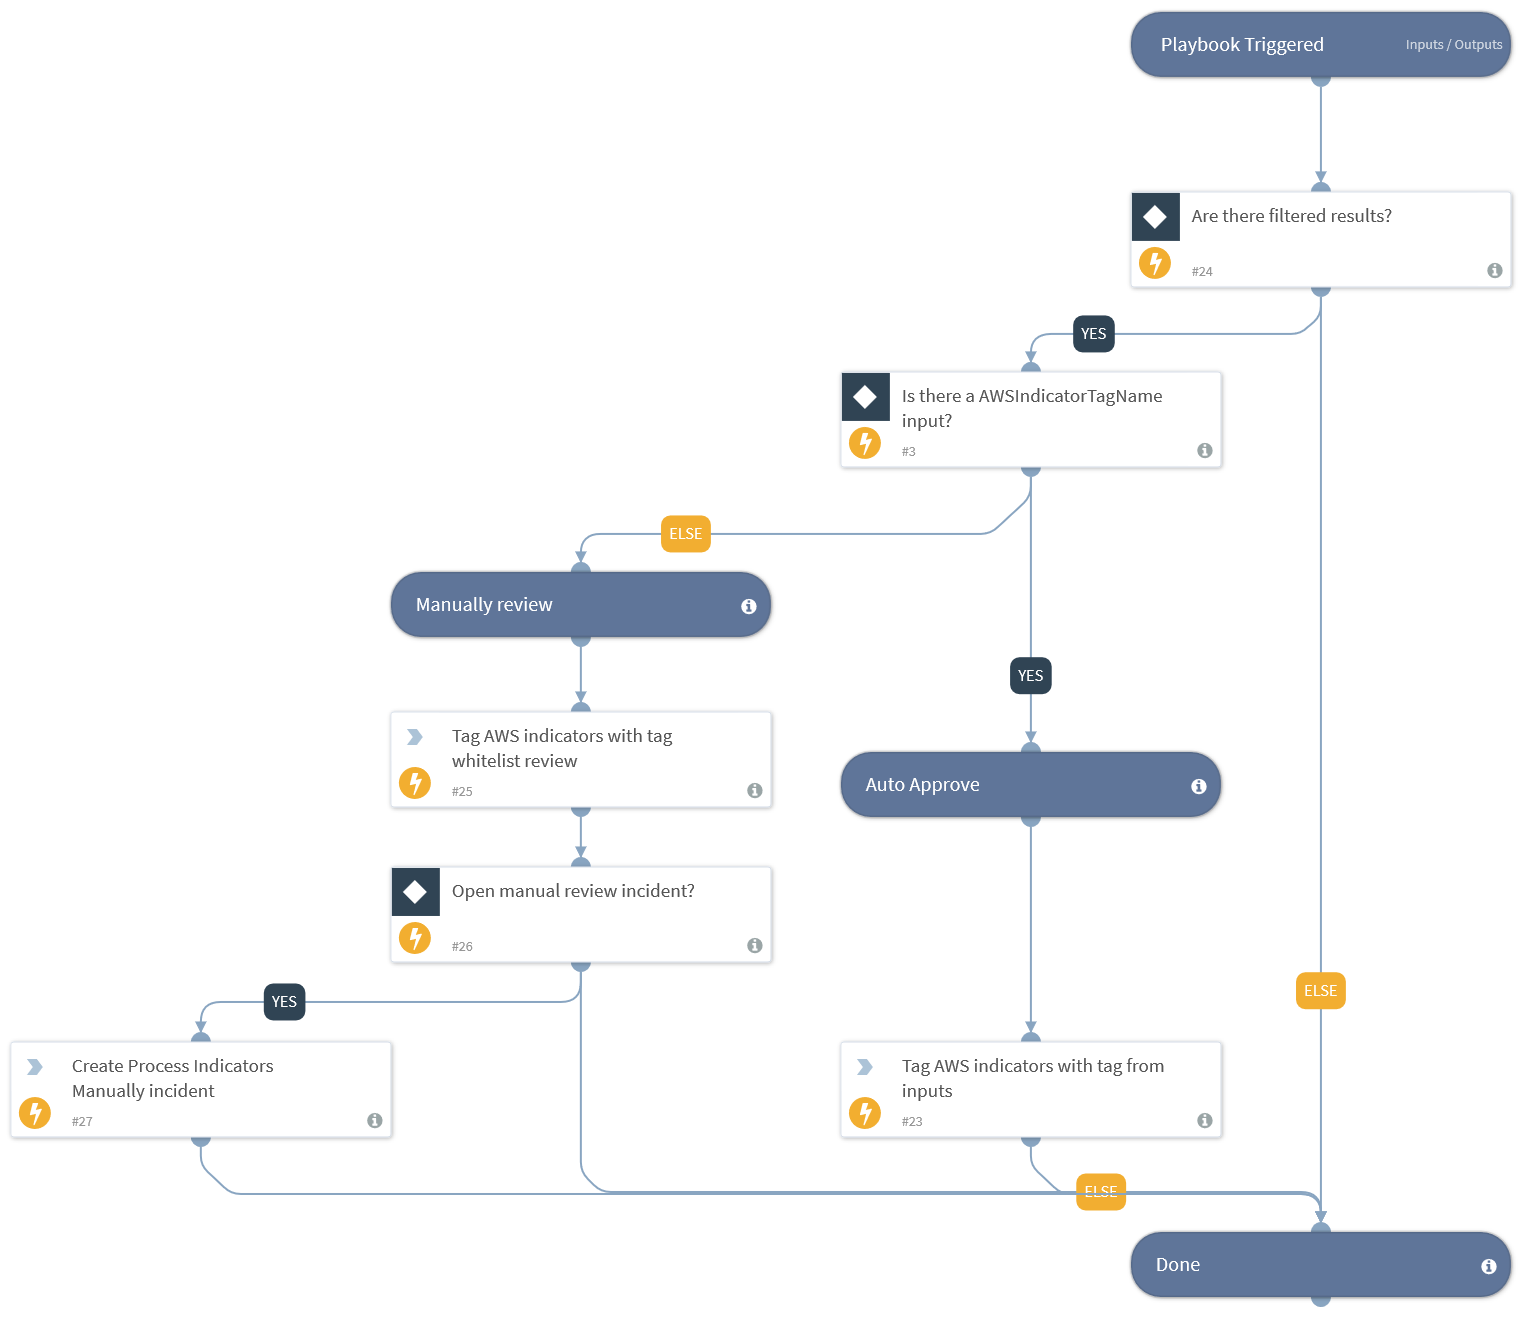 Playbook Triggered
Inputs / Outputs
Are there filtered results?
#24
YES
Is there a AWSIndicatorTagName
input?
#3
ELSE
Manually review
YES
Tag AWS indicators with tag
whitelist review
#25
Auto Approve
Open manual review incident?
#26
ELSE
YES
Create Process Indicators
Manually incident
#27
Tag AWS indicators with tag from
inputs
#23
ELSE
Done